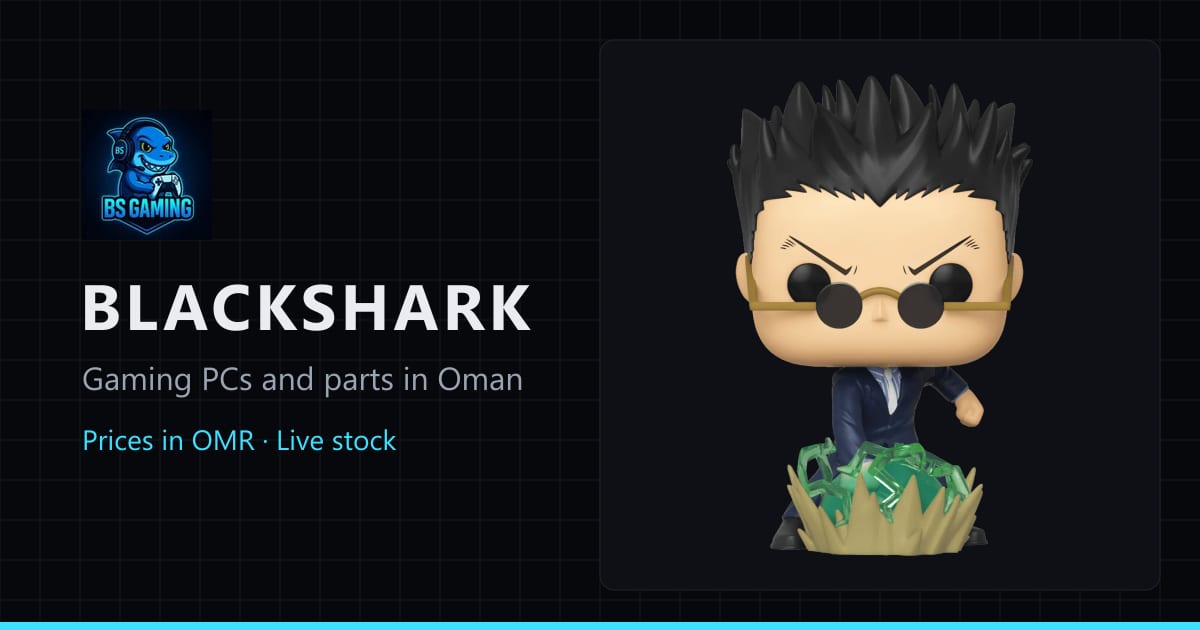 BS
BS GAMING
BLACKSHARK
Gaming PCs and parts in Oman
Prices in OMR · Live stock